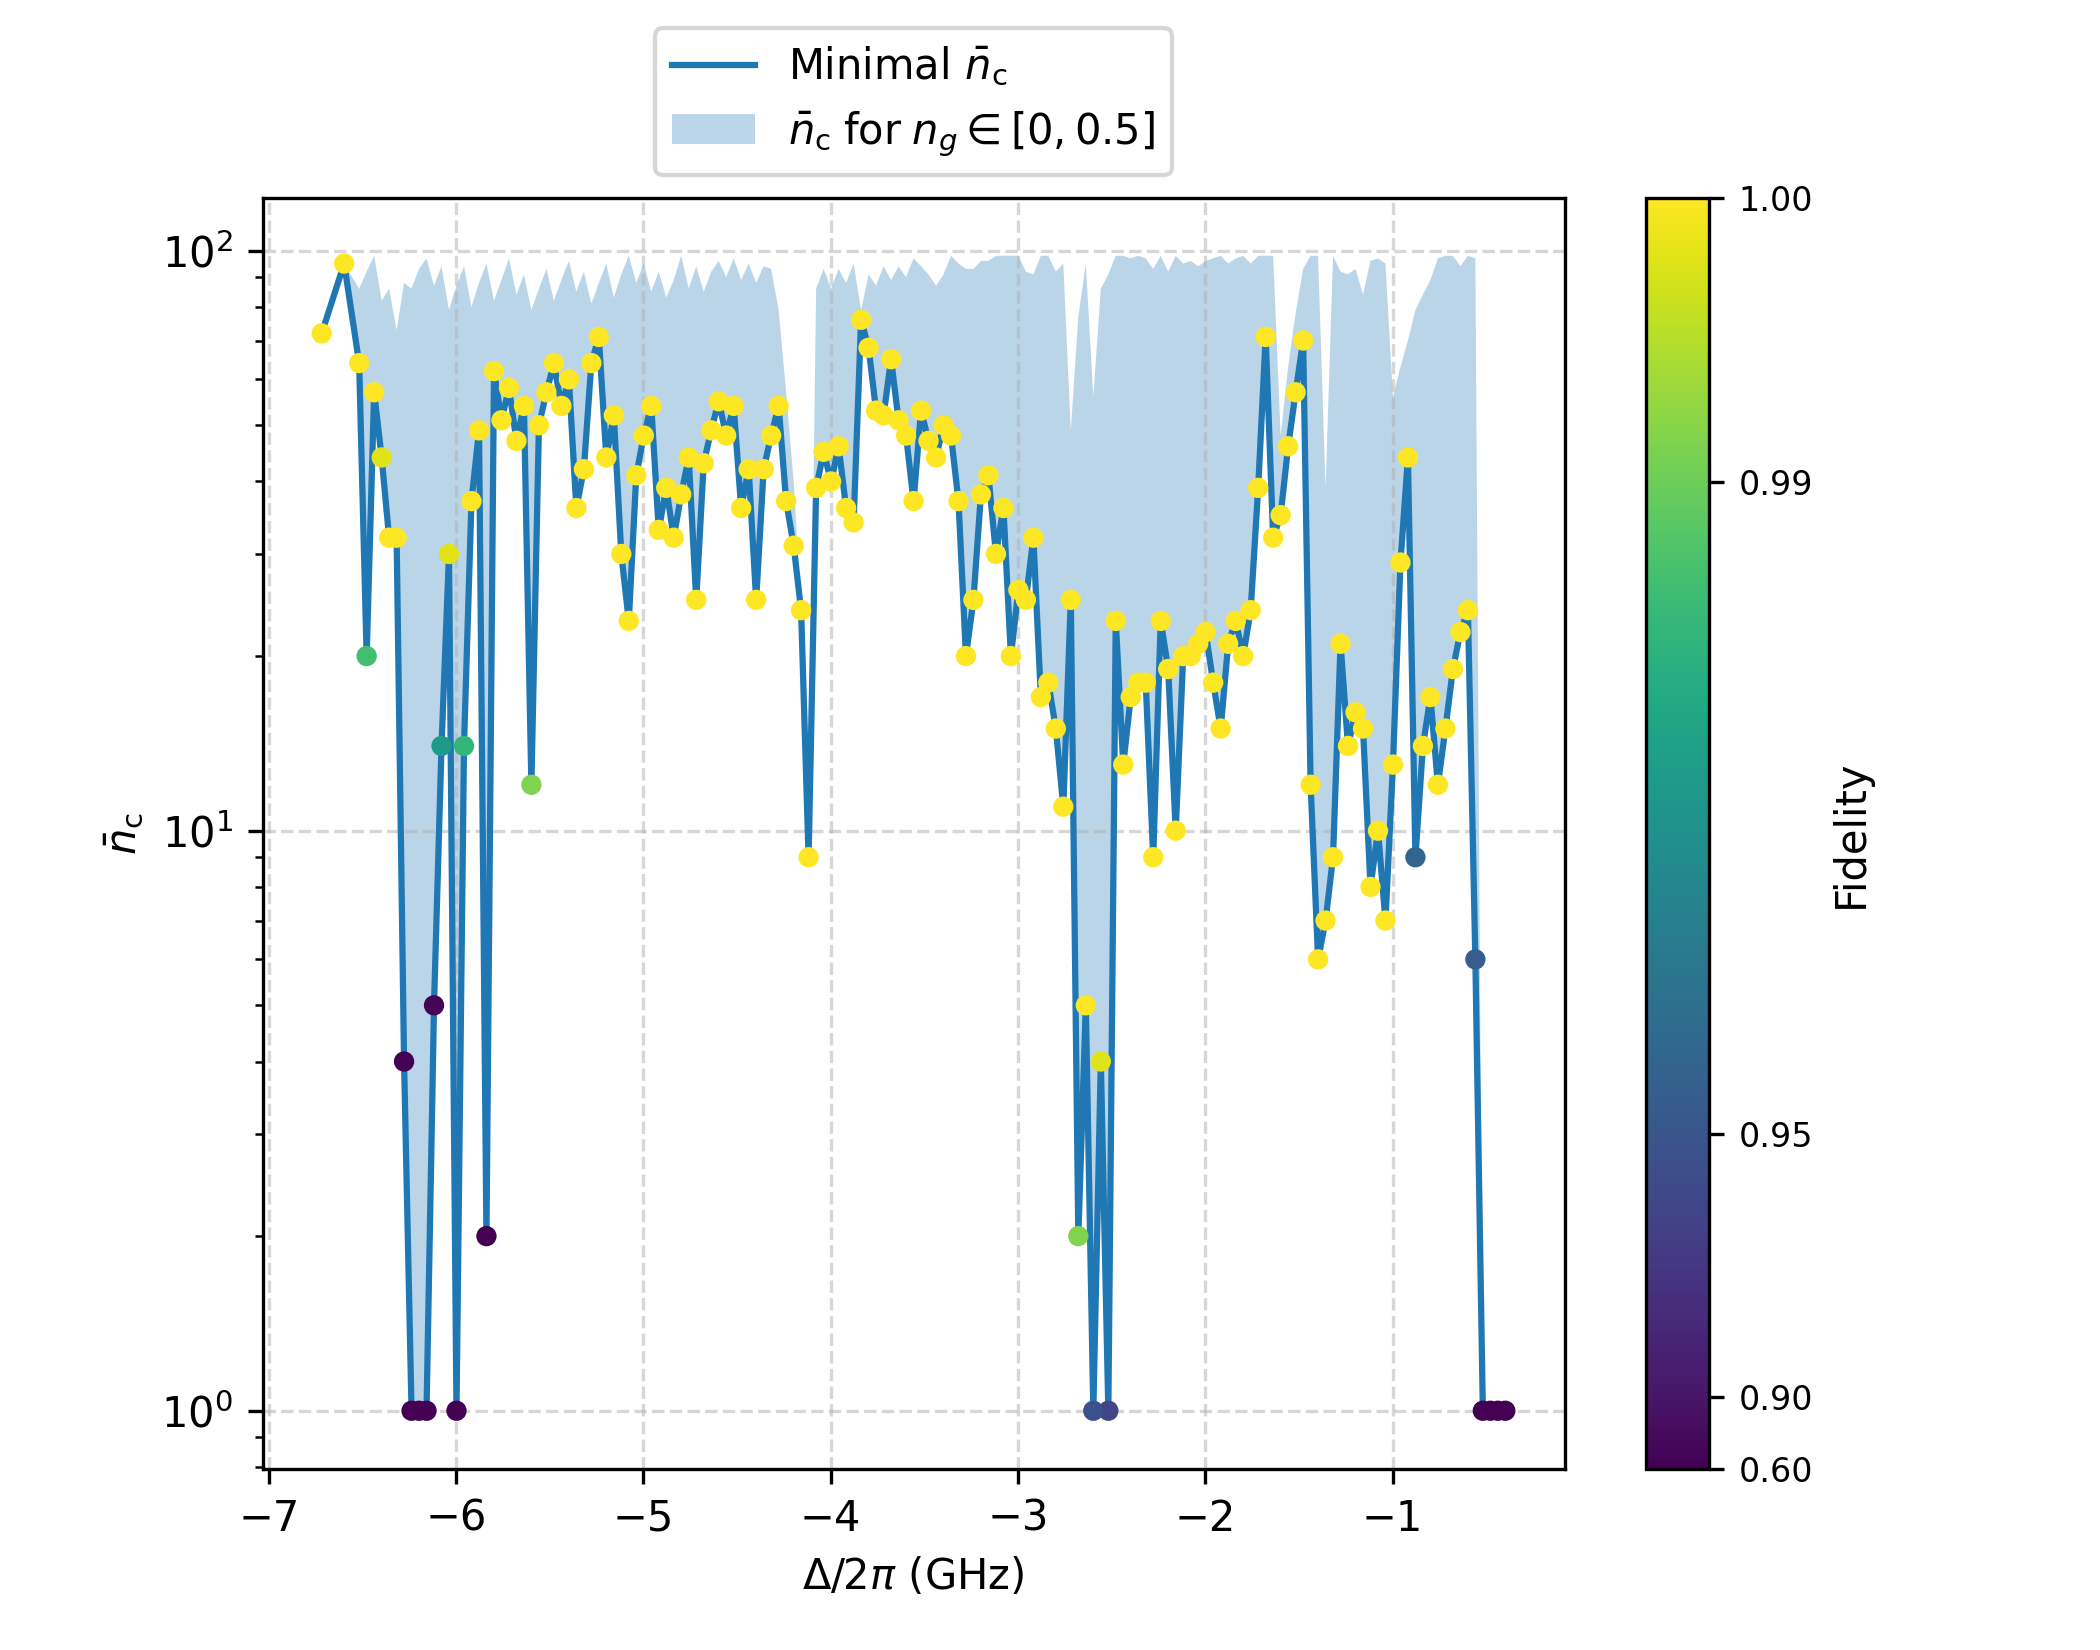 Minimal n̄c
n̄c for ng ∈ [0, 0.5]
10²
10¹
10⁰
n̄c
−7 −6 −5 −4 −3 −2 −1
Δ/2π (GHz)
1.00
0.99
0.95
0.90
0.60
Fidelity